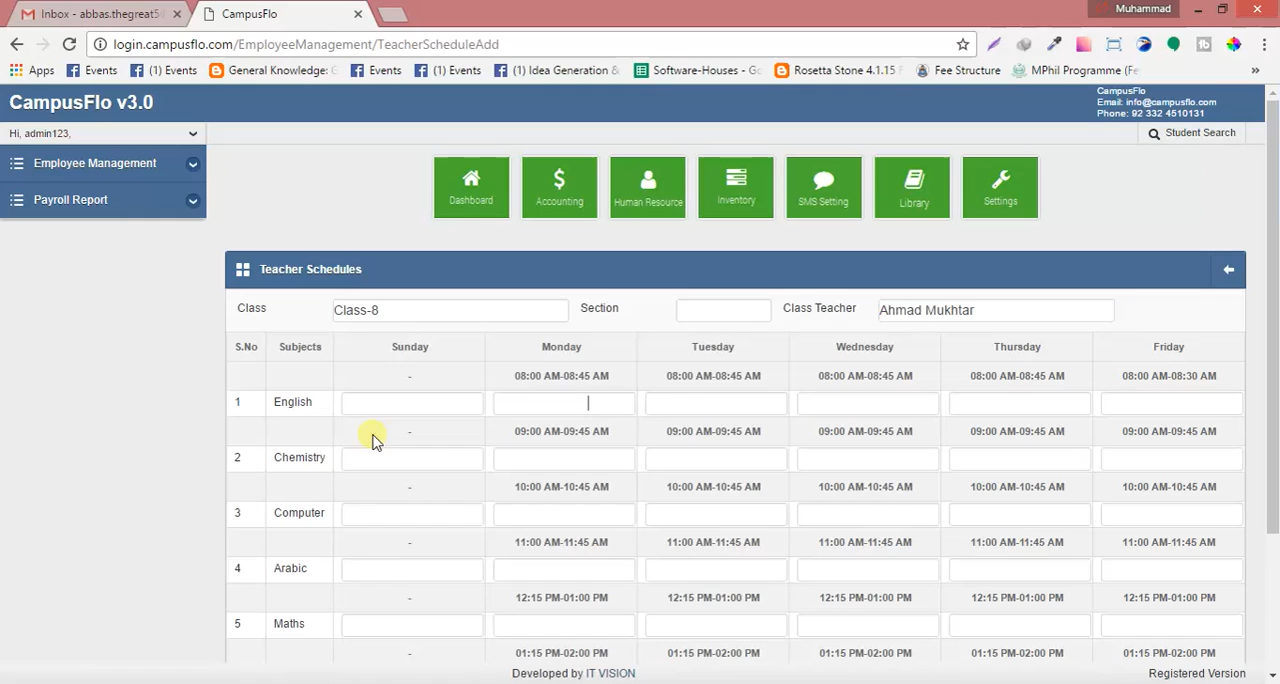 Inbox - abbas.thegreat5
CampusFlo
Muhammad
login.campusflo.com/EmployeeManagement/TeacherScheduleAdd
Apps
Events
(1) Events
General Knowledge:
Events
(1) Events
(1) Idea Generation &
Software-Houses - Go
Rosetta Stone 4.1.15
Fee Structure
MPhil Programme (Fe
»
CampusFlo v3.0
CampusFlo
Email: info@campusflo.com
Phone: 92 332 4510131
Hi, admin123,
Student Search
Employee Management
Payroll Report
Dashboard
Accounting
Human Resource
Inventory
SMS Setting
Library
Settings
Teacher Schedules
Class Class-8 Section Class Teacher Ahmad Mukhtar
S.No Subjects Sunday Monday Tuesday Wednesday Thursday Friday
- 08:00 AM-08:45 AM 08:00 AM-08:45 AM 08:00 AM-08:45 AM 08:00 AM-08:45 AM 08:00 AM-08:30 AM
1 English
- 09:00 AM-09:45 AM 09:00 AM-09:45 AM 09:00 AM-09:45 AM 09:00 AM-09:45 AM 09:00 AM-09:45 AM
2 Chemistry
- 10:00 AM-10:45 AM 10:00 AM-10:45 AM 10:00 AM-10:45 AM 10:00 AM-10:45 AM 10:00 AM-10:45 AM
3 Computer
- 11:00 AM-11:45 AM 11:00 AM-11:45 AM 11:00 AM-11:45 AM 11:00 AM-11:45 AM 11:00 AM-11:45 AM
4 Arabic
- 12:15 PM-01:00 PM 12:15 PM-01:00 PM 12:15 PM-01:00 PM 12:15 PM-01:00 PM 12:15 PM-01:00 PM
5 Maths
- 01:15 PM-02:00 PM 01:15 PM-02:00 PM 01:15 PM-02:00 PM 01:15 PM-02:00 PM 01:15 PM-02:00 PM
Developed by IT VISION
Registered Version